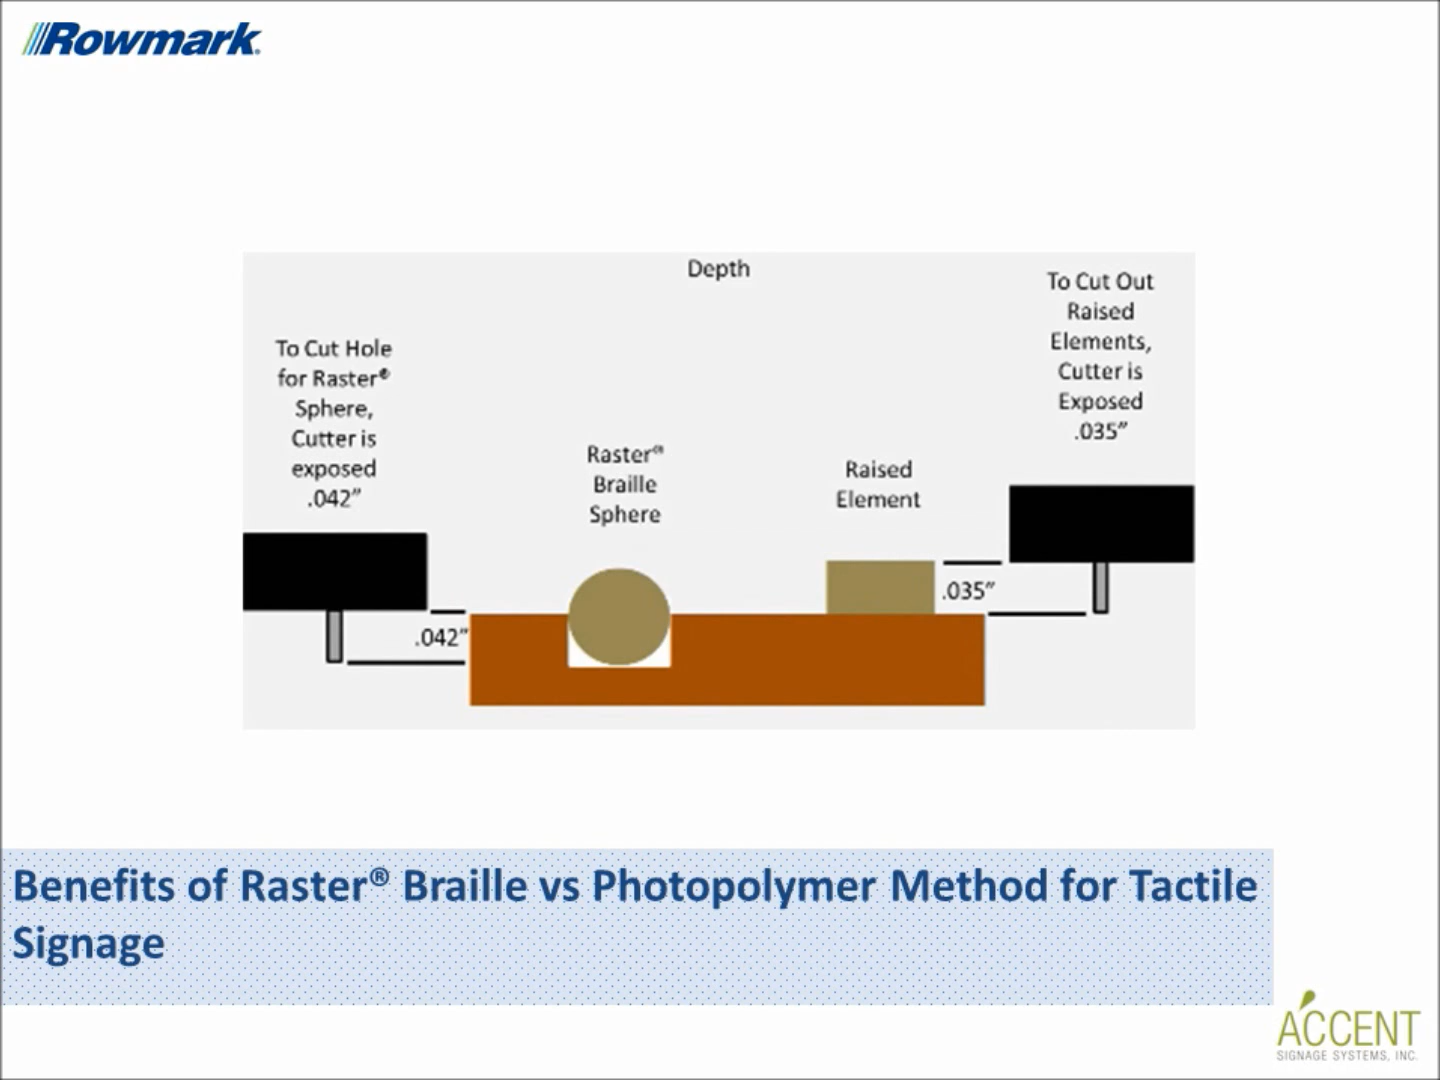 Rowmark®
Depth
To Cut Hole
for Raster®
Sphere,
Cutter is
exposed
.042”
Raster®
Braille
Sphere
Raised
Element
To Cut Out
Raised
Elements,
Cutter is
Exposed
.035”
.042”
.035”
Benefits of Raster® Braille vs Photopolymer Method for Tactile
Signage
ACCENT
SIGNAGE SYSTEMS, INC.